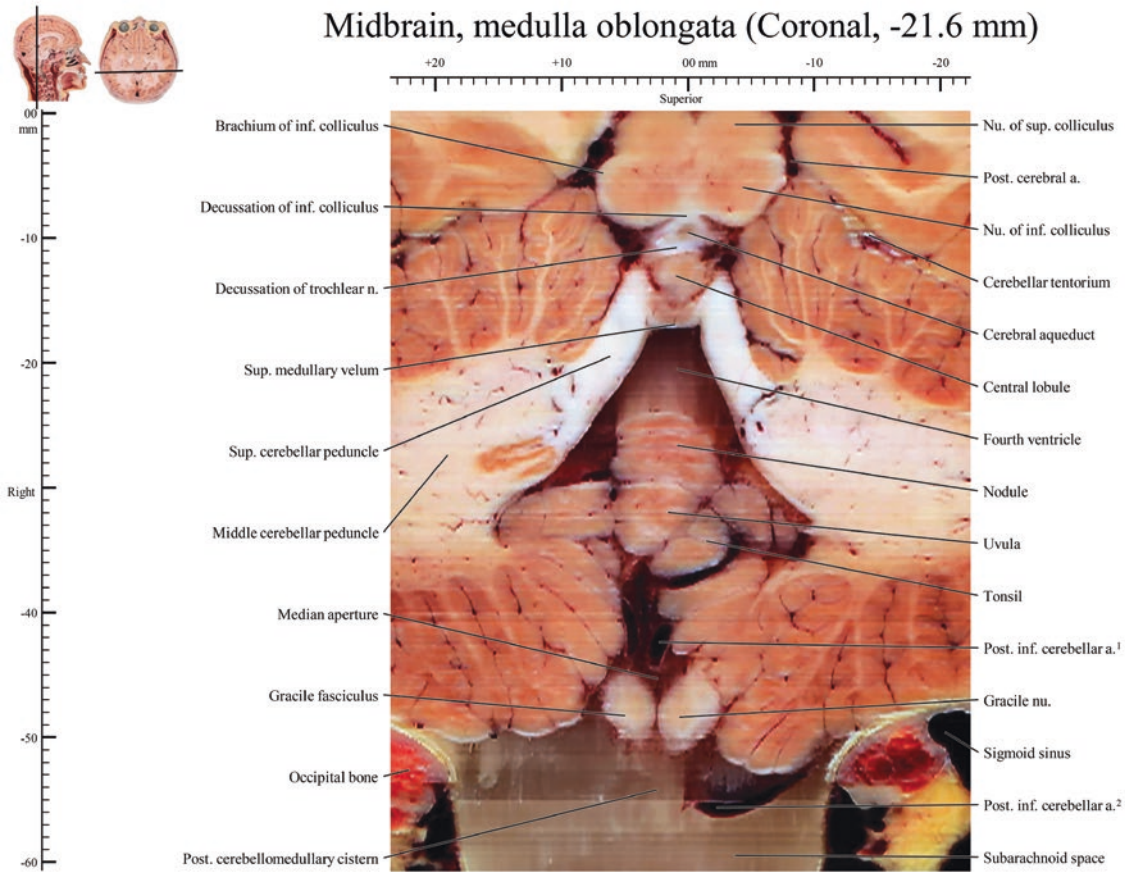 Midbrain, medulla oblongata (Coronal, -21.6 mm)
+20 +10 00 mm -10 -20
Superior
00
mm
-10
-20
Right
-40
-50
-60
Brachium of inf. colliculus
Decussation of inf. colliculus
Decussation of trochlear n.
Sup. medullary velum
Sup. cerebellar peduncle
Middle cerebellar peduncle
Median aperture
Gracile fasciculus
Occipital bone
Post. cerebellomedullary cistern
Nu. of sup. colliculus
Post. cerebral a.
Nu. of inf. colliculus
Cerebellar tentorium
Cerebral aqueduct
Central lobule
Fourth ventricle
Nodule
Uvula
Tonsil
Post. inf. cerebellar a.¹
Gracile nu.
Sigmoid sinus
Post. inf. cerebellar a.²
Subarachnoid space